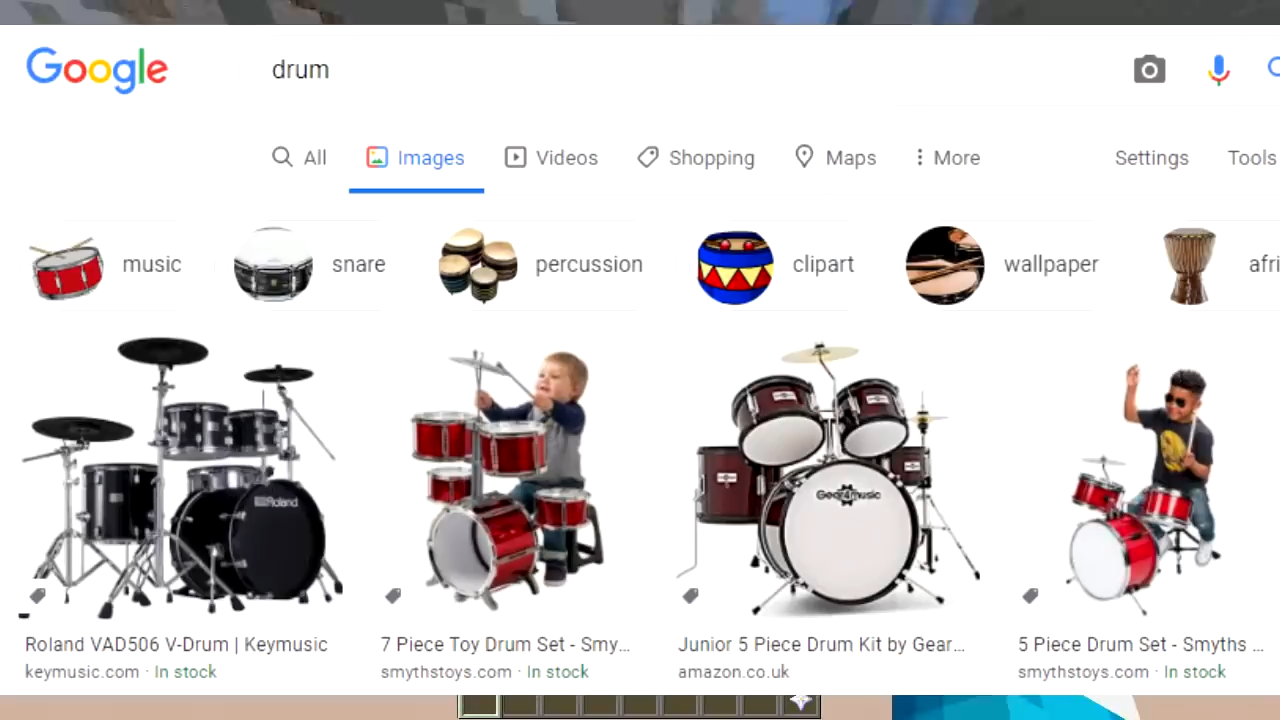 Google drum
All Images Videos Shopping Maps More Settings Tools
music snare percussion clipart wallpaper afri
Roland
Gear4music
Roland VAD506 V-Drum | Keymusic
keymusic.com · In stock
7 Piece Toy Drum Set - Smy...
smythstoys.com · In stock
Junior 5 Piece Drum Kit by Gear...
amazon.co.uk
5 Piece Drum Set - Smyths ...
smythstoys.com · In stock